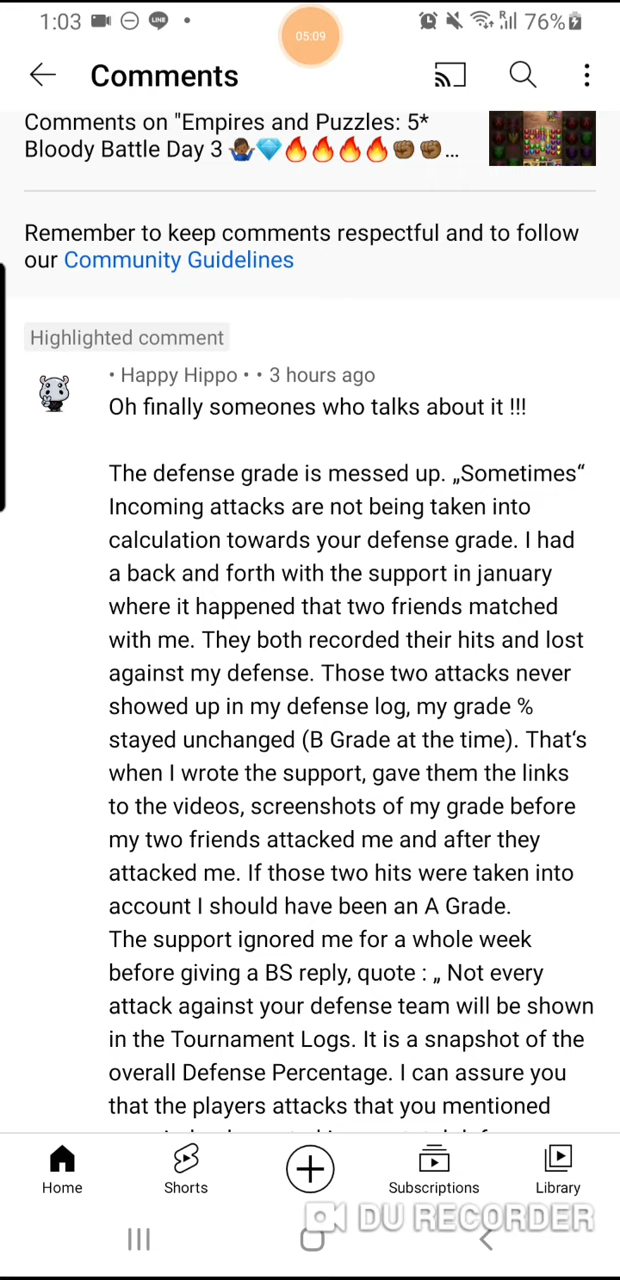 1:03 LINE 76%
05:09
Comments
Comments on "Empires and Puzzles: 5*
Bloody Battle Day 3 🤷🏾‍♂️💎🔥🔥🔥🔥✊🏾✊🏾...
Remember to keep comments respectful and to follow
our Community Guidelines
Highlighted comment
• Happy Hippo • • 3 hours ago
Oh finally someones who talks about it !!!
The defense grade is messed up. „Sometimes“
Incoming attacks are not being taken into
calculation towards your defense grade. I had
a back and forth with the support in january
where it happened that two friends matched
with me. They both recorded their hits and lost
against my defense. Those two attacks never
showed up in my defense log, my grade %
stayed unchanged (B Grade at the time). That‘s
when I wrote the support, gave them the links
to the videos, screenshots of my grade before
my two friends attacked me and after they
attacked me. If those two hits were taken into
account I should have been an A Grade.
The support ignored me for a whole week
before giving a BS reply, quote : „ Not every
attack against your defense team will be shown
in the Tournament Logs. It is a snapshot of the
overall Defense Percentage. I can assure you
that the players attacks that you mentioned
Home Shorts Subscriptions Library
DU RECORDER